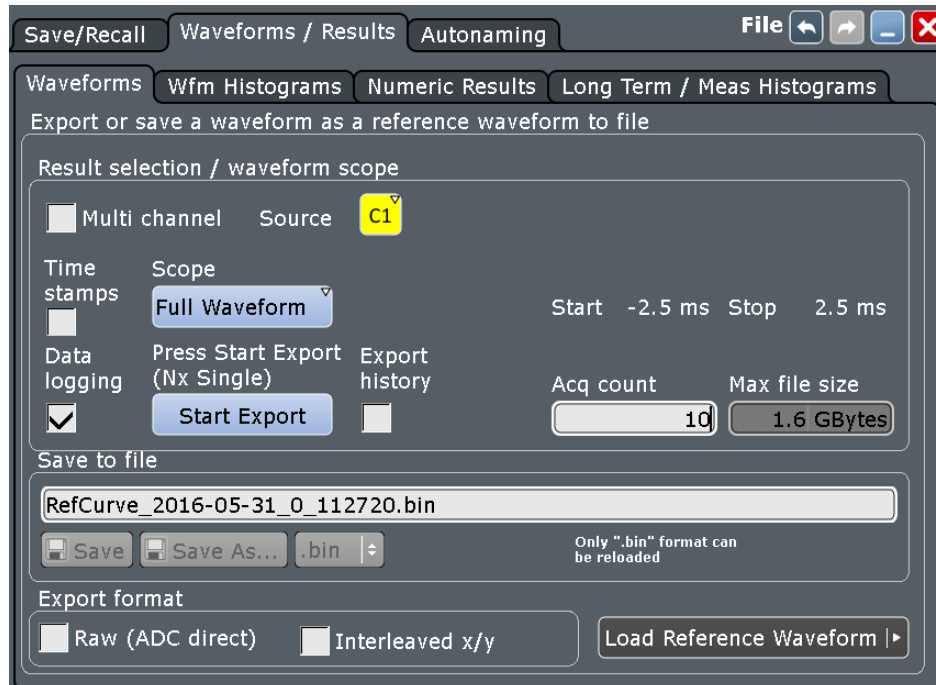 File
Save/Recall Waveforms / Results Autonaming
Waveforms Wfm Histograms Numeric Results Long Term / Meas Histograms
Export or save a waveform as a reference waveform to file
Result selection / waveform scope
Multi channel Source C1
Time
stamps
Scope
Full Waveform
Start -2.5 ms Stop 2.5 ms
Data
logging
Press Start Export
(Nx Single)
Start Export
Export
history
Acq count
10
Max file size
1.6 GBytes
Save to file
RefCurve_2016-05-31_0_112720.bin
Save Save As... .bin
Only ".bin" format can
be reloaded
Export format
Raw (ADC direct) Interleaved x/y
Load Reference Waveform